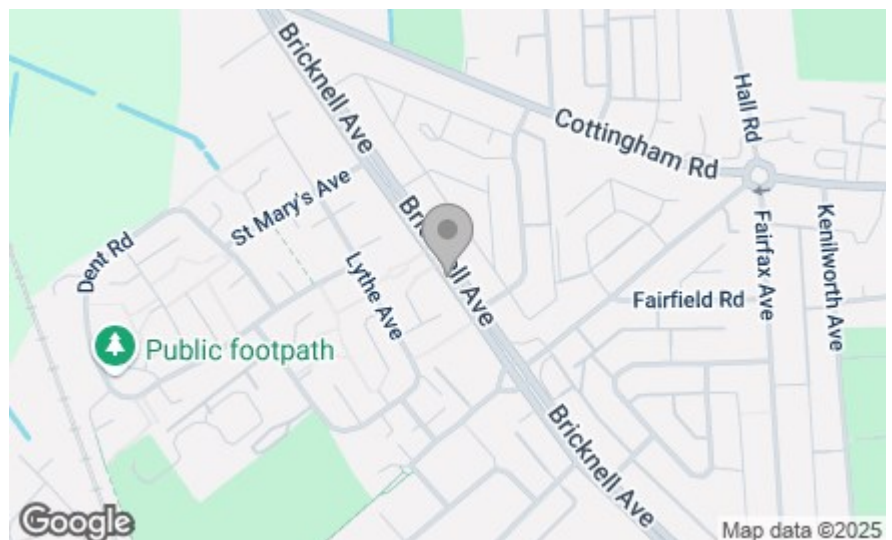 Bricknell Ave
Cottingham Rd
Hall Rd
St Mary's Ave
Bricknell Ave
Dent Rd
Lythe Ave
Fairfax Ave
Kenilworth Ave
Fairfield Rd
Public footpath
Bricknell Ave
Google
Map data ©2025